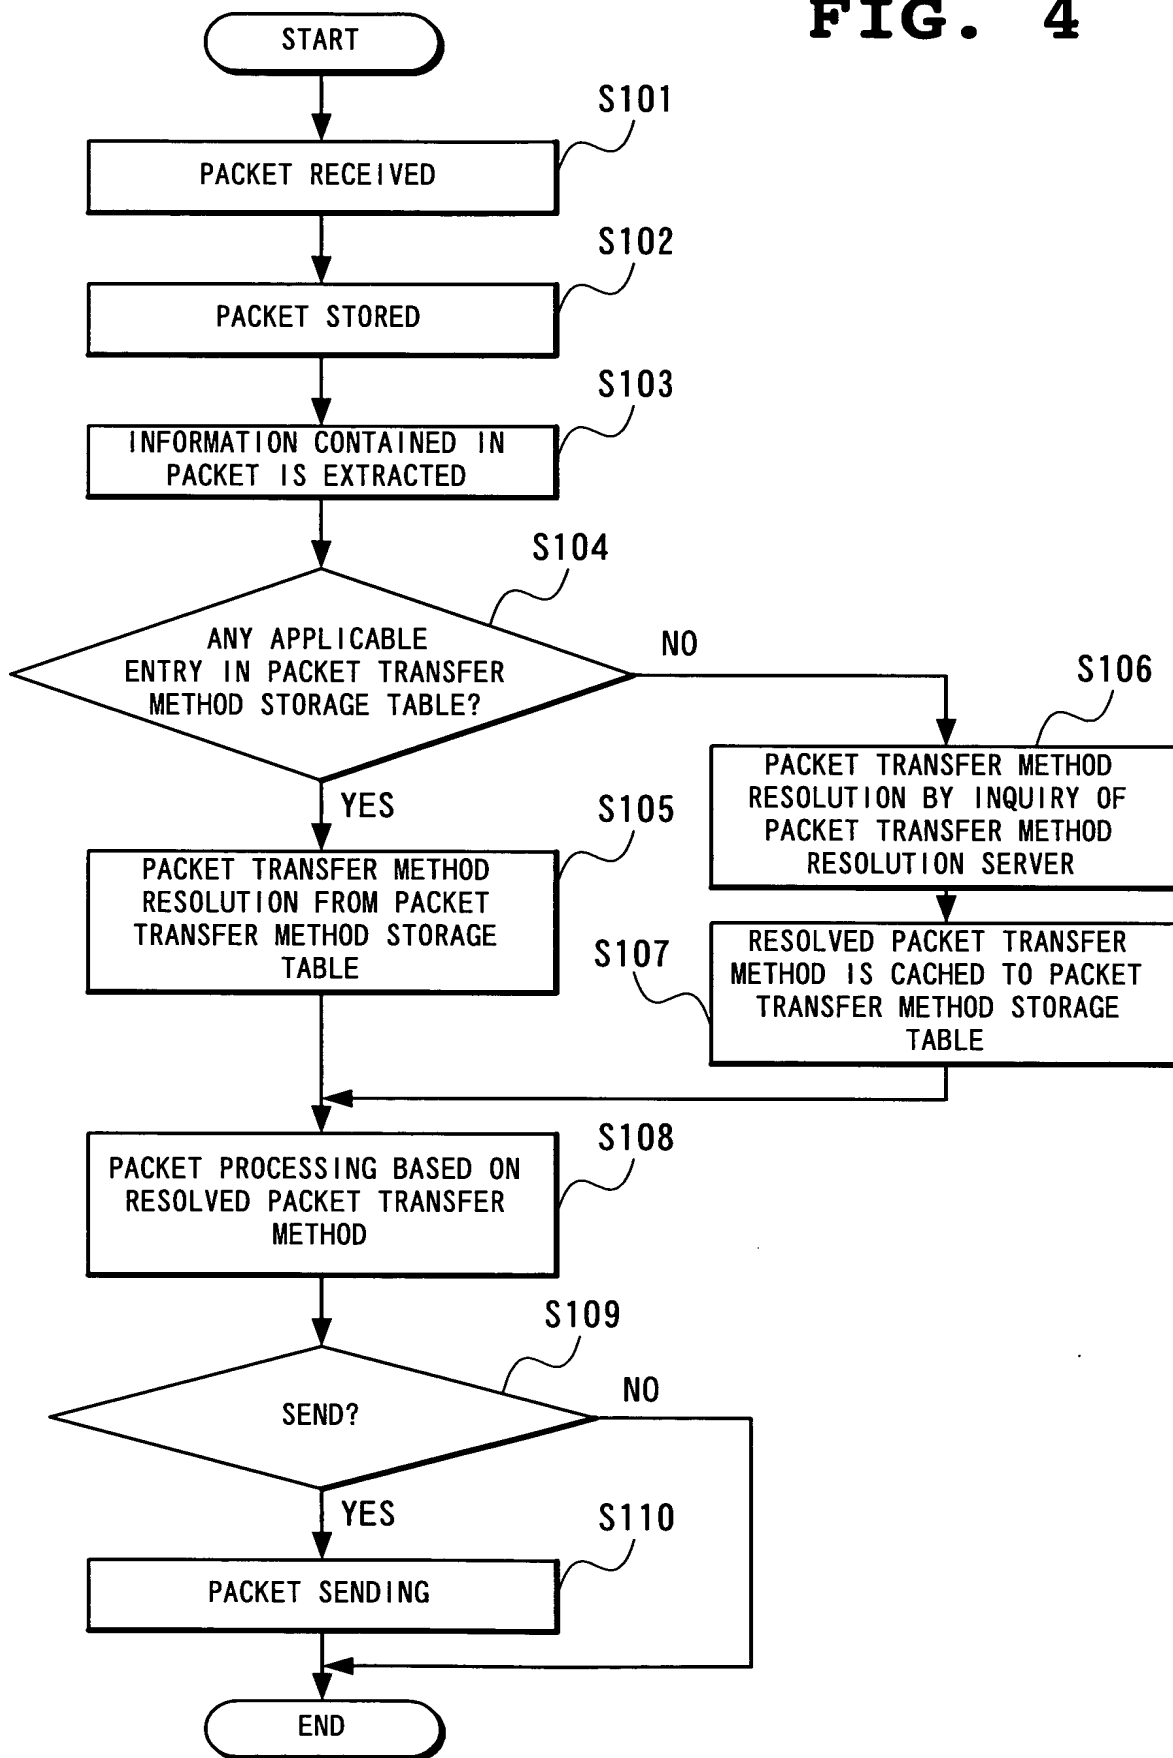 FIG. 4
START
S101
PACKET RECEIVED
S102
PACKET STORED
S103
INFORMATION CONTAINED IN
PACKET IS EXTRACTED
S104
ANY APPLICABLE
ENTRY IN PACKET TRANSFER
METHOD STORAGE TABLE?
NO
YES
S105
PACKET TRANSFER METHOD
RESOLUTION FROM PACKET
TRANSFER METHOD STORAGE
TABLE
S106
PACKET TRANSFER METHOD
RESOLUTION BY INQUIRY OF
PACKET TRANSFER METHOD
RESOLUTION SERVER
S107
RESOLVED PACKET TRANSFER
METHOD IS CACHED TO PACKET
TRANSFER METHOD STORAGE
TABLE
S108
PACKET PROCESSING BASED ON
RESOLVED PACKET TRANSFER
METHOD
S109
SEND?
NO
YES
S110
PACKET SENDING
END